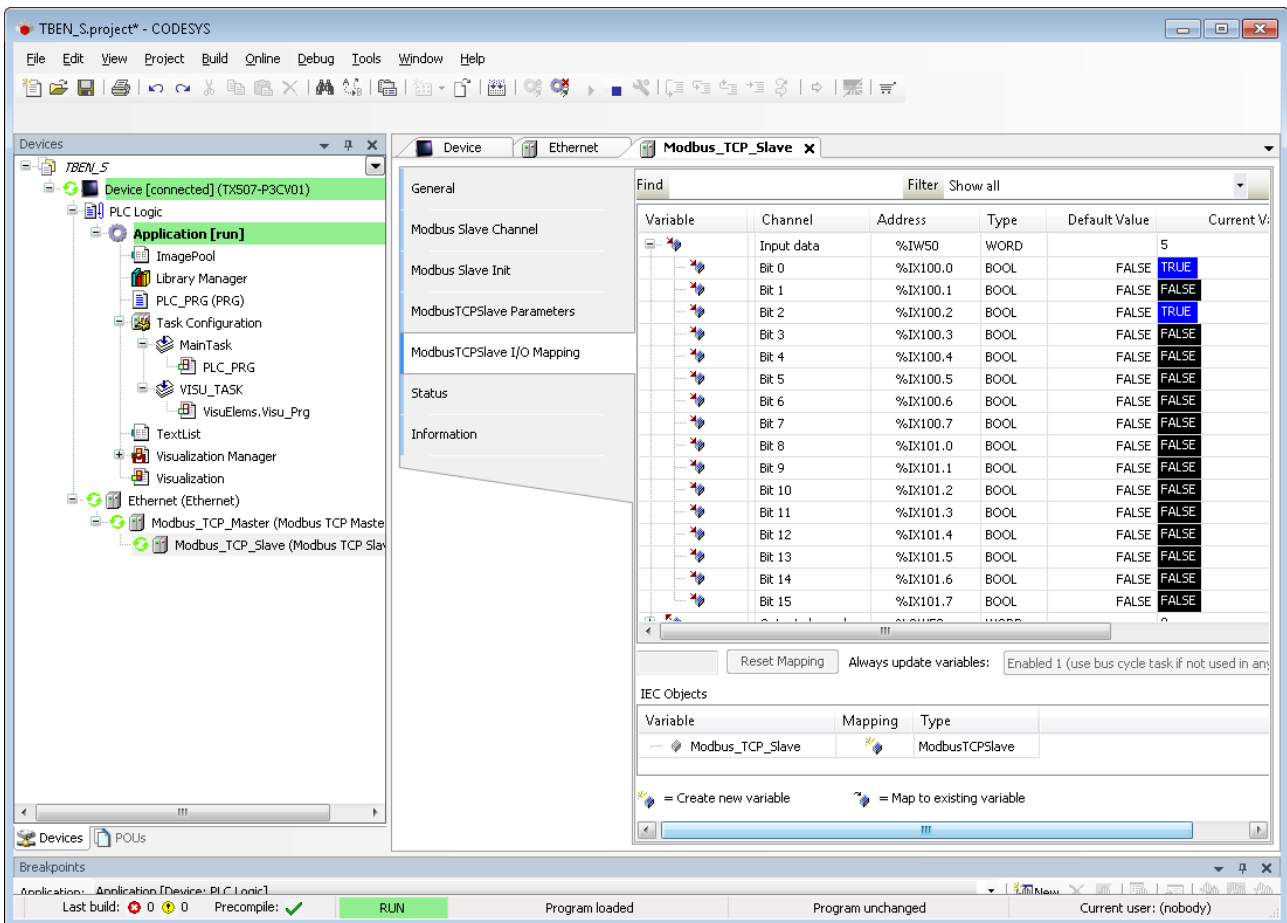 TBEN_S.project* - CODESYS
File Edit View Project Build Online Debug Tools Window Help
Devices
TBEN_S
Device [connected] (TX507-P3CV01)
PLC Logic
Application [run]
ImagePool
Library Manager
PLC_PRG (PRG)
Task Configuration
MainTask
PLC_PRG
VISU_TASK
VisuElems.Visu_Prg
TextList
Visualization Manager
Visualization
Ethernet (Ethernet)
Modbus_TCP_Master (Modbus TCP Maste
Modbus_TCP_Slave (Modbus TCP Slav
Devices POUs
Device Ethernet Modbus_TCP_Slave
General
Modbus Slave Channel
Modbus Slave Init
ModbusTCPSlave Parameters
ModbusTCPSlave I/O Mapping
Status
Information
Find Filter Show all
Variable Channel Address Type Default Value Current Va
Input data %IW50 WORD 5
Bit 0 %IX100.0 BOOL FALSE TRUE
Bit 1 %IX100.1 BOOL FALSE FALSE
Bit 2 %IX100.2 BOOL FALSE TRUE
Bit 3 %IX100.3 BOOL FALSE FALSE
Bit 4 %IX100.4 BOOL FALSE FALSE
Bit 5 %IX100.5 BOOL FALSE FALSE
Bit 6 %IX100.6 BOOL FALSE FALSE
Bit 7 %IX100.7 BOOL FALSE FALSE
Bit 8 %IX101.0 BOOL FALSE FALSE
Bit 9 %IX101.1 BOOL FALSE FALSE
Bit 10 %IX101.2 BOOL FALSE FALSE
Bit 11 %IX101.3 BOOL FALSE FALSE
Bit 12 %IX101.4 BOOL FALSE FALSE
Bit 13 %IX101.5 BOOL FALSE FALSE
Bit 14 %IX101.6 BOOL FALSE FALSE
Bit 15 %IX101.7 BOOL FALSE FALSE
Reset Mapping Always update variables: Enabled 1 (use bus cycle task if not used in any
IEC Objects
Variable Mapping Type
Modbus_TCP_Slave ModbusTCPSlave
= Create new variable = Map to existing variable
Breakpoints
Application: Application [Device: PLC Logic] New
Last build: 0 0 Precompile: RUN Program loaded Program unchanged Current user: (nobody)